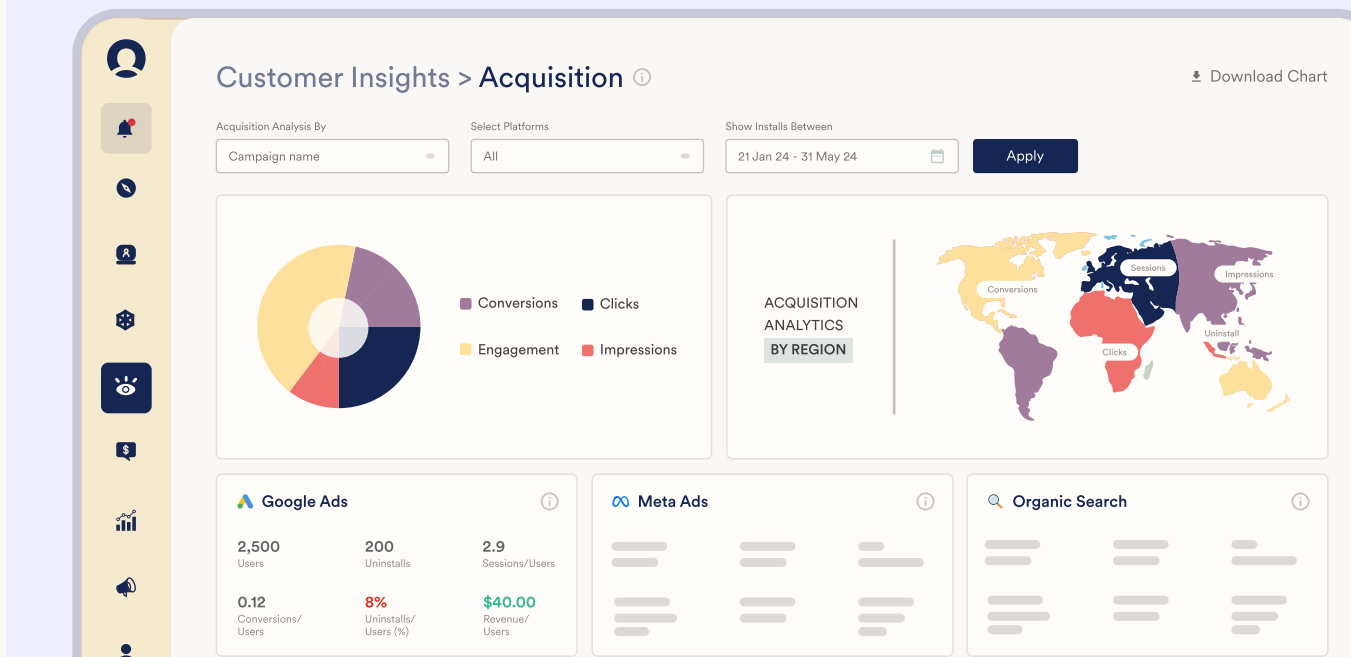 Customer Insights > Acquisition
Download Chart
Acquisition Analysis By
Select Platforms
Show Installs Between
Campaign name
All
21 Jan 24 - 31 May 24
Apply
Conversions
Clicks
Engagement
Impressions
ACQUISITION
ANALYTICS
BY REGION
Sessions
Impressions
Conversions
Uninstall
Clicks
Google Ads
2,500
Users
200
Uninstalls
2.9
Sessions/Users
0.12
Conversions/
Users
8%
Uninstalls/
Users (%)
$40.00
Revenue/
Users
Meta Ads
Organic Search